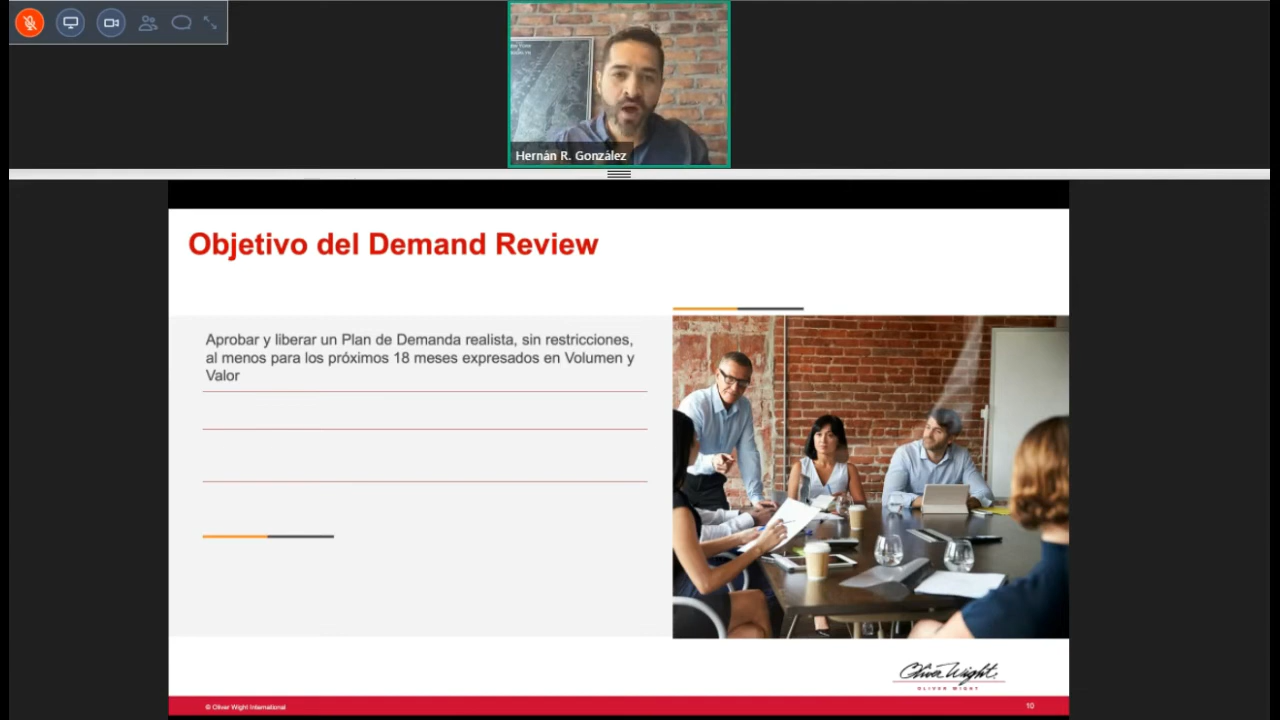 Hernán R. González
Objetivo del Demand Review
Aprobar y liberar un Plan de Demanda realista, sin restricciones,
al menos para los próximos 18 meses expresados en Volumen y
Valor
Oliver Wight
OLIVER WIGHT
© Oliver Wight International
10